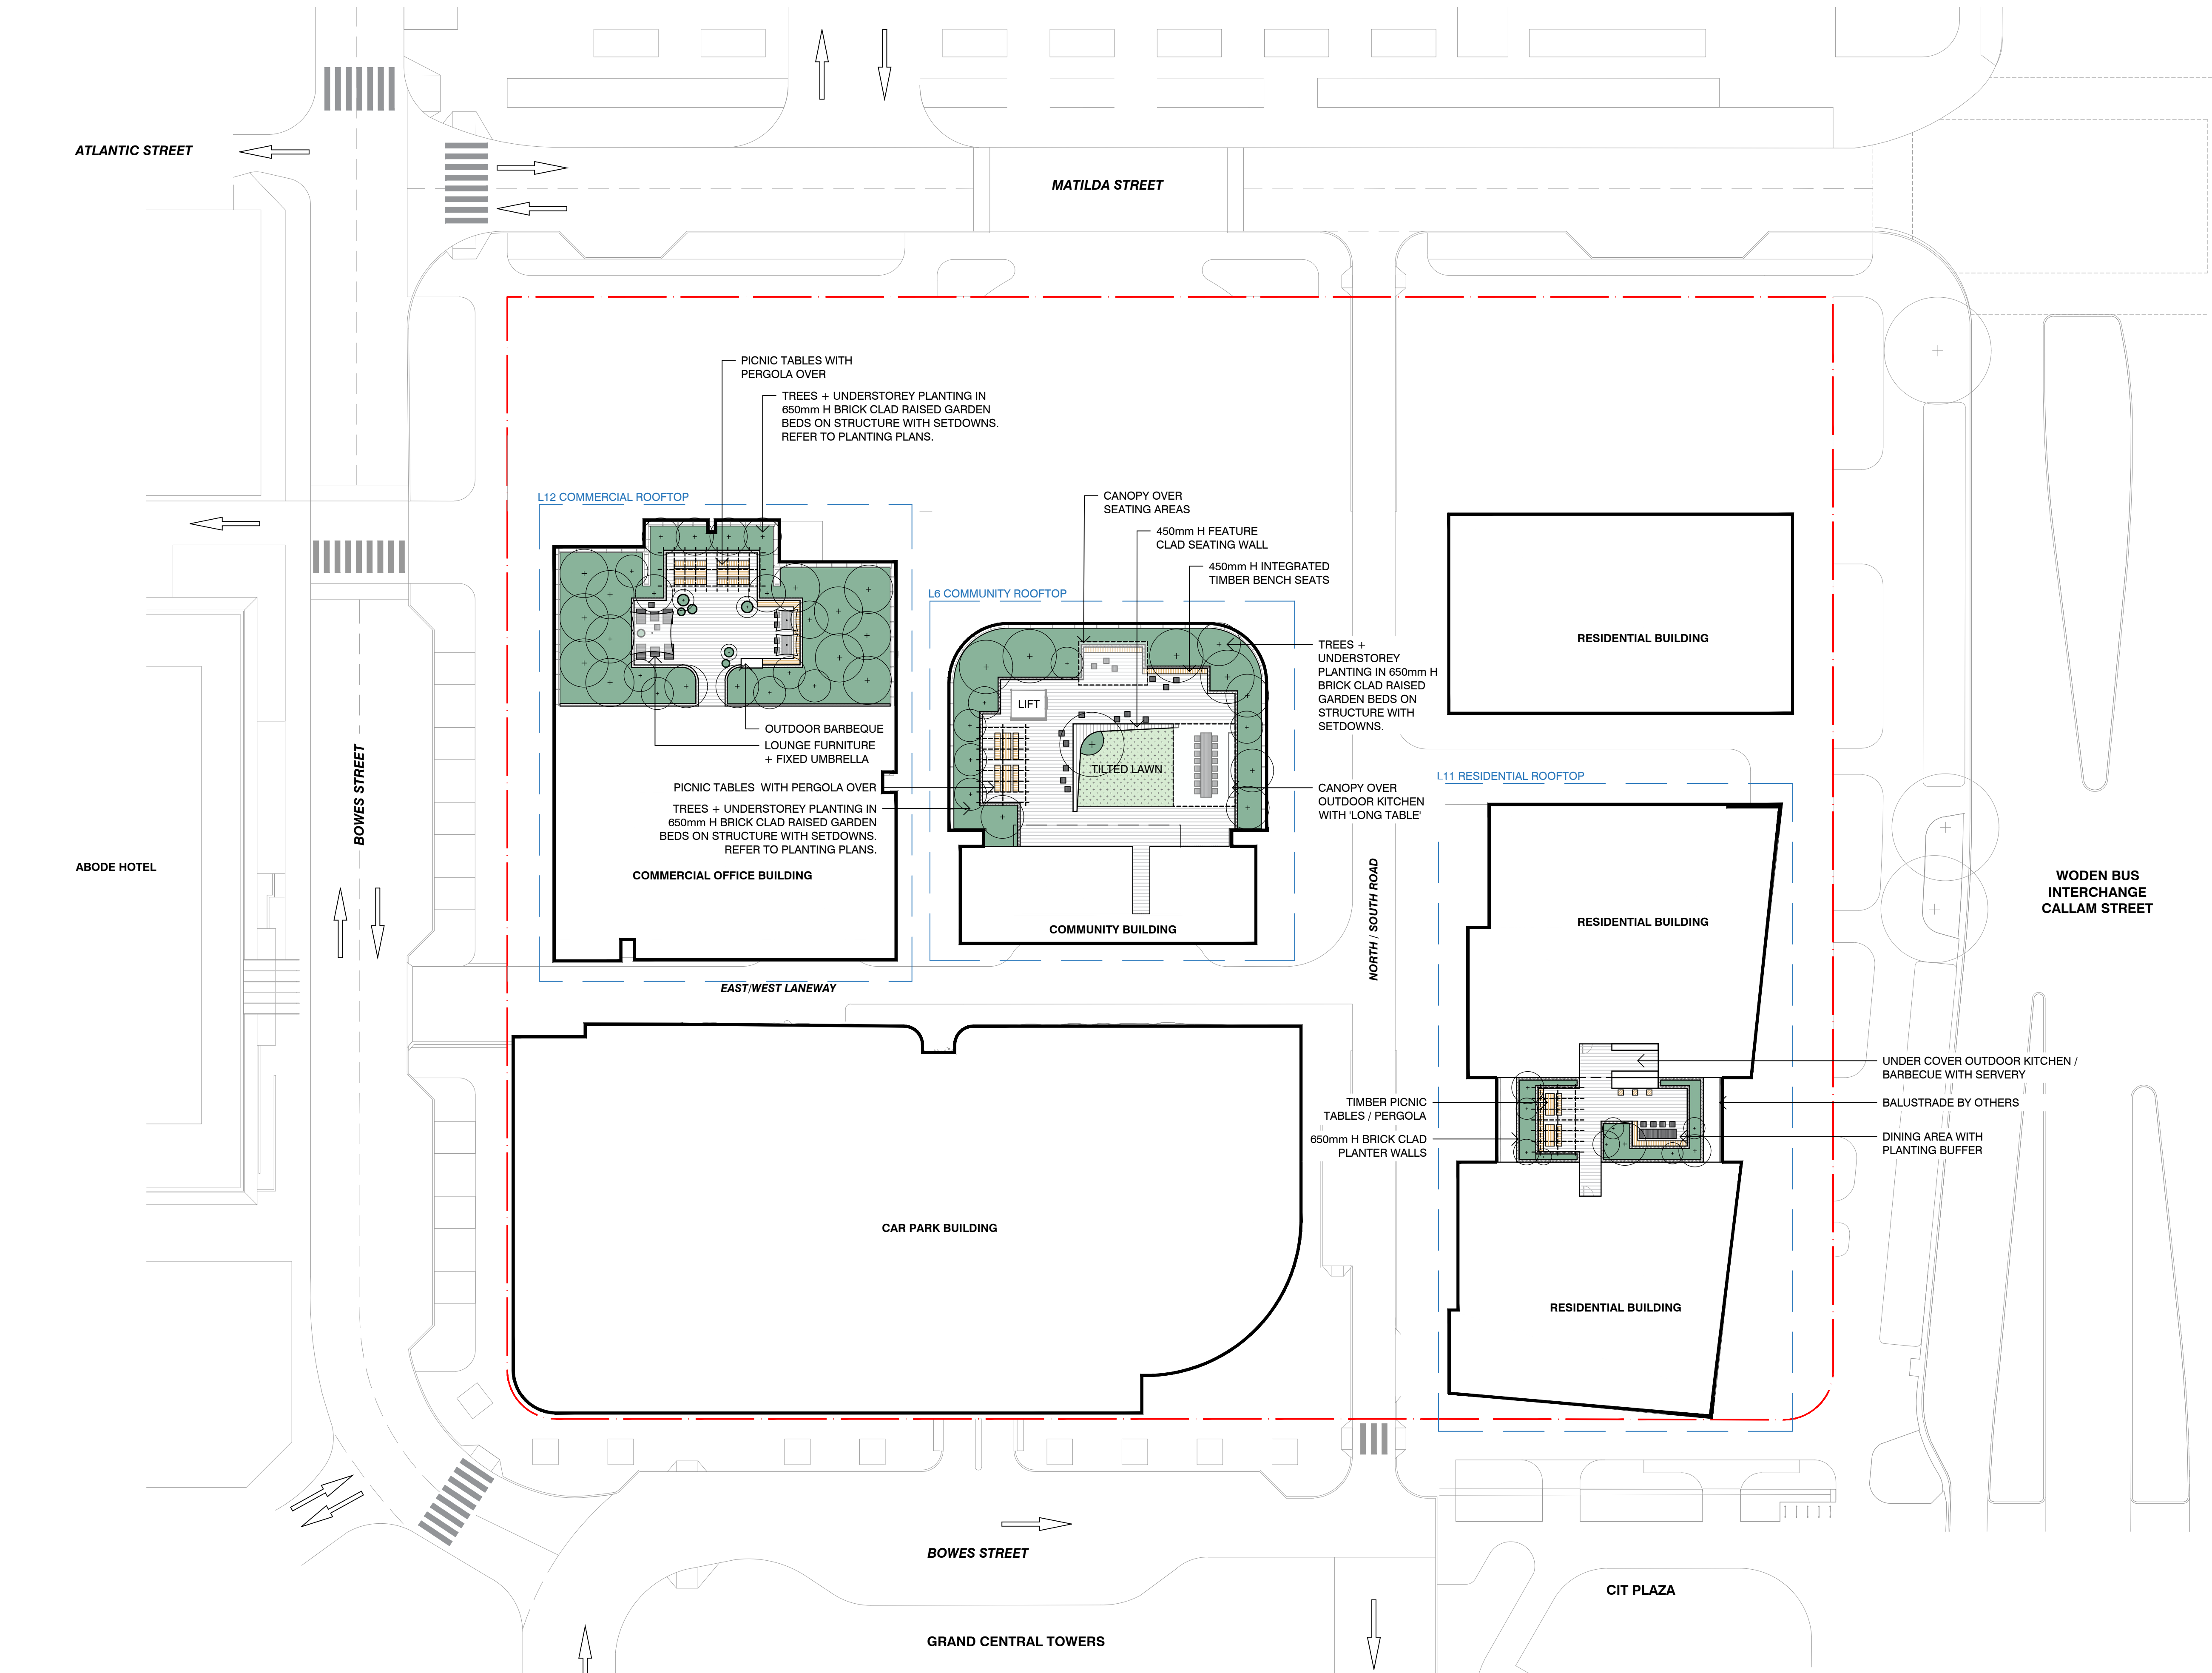 ATLANTIC STREET
MATILDA STREET
PICNIC TABLES WITH
PERGOLA OVER
TREES + UNDERSTOREY PLANTING IN
650mm H BRICK CLAD RAISED GARDEN
BEDS ON STRUCTURE WITH SETDOWNS.
REFER TO PLANTING PLANS.
L12 COMMERCIAL ROOFTOP
CANOPY OVER
SEATING AREAS
450mm H FEATURE
CLAD SEATING WALL
450mm H INTEGRATED
TIMBER BENCH SEATS
L6 COMMUNITY ROOFTOP
TREES +
UNDERSTOREY
PLANTING IN 650mm H
BRICK CLAD RAISED
GARDEN BEDS ON
STRUCTURE WITH
SETDOWNS.
RESIDENTIAL BUILDING
LIFT
OUTDOOR BARBEQUE
LOUNGE FURNITURE
+ FIXED UMBRELLA
TILTED LAWN
L11 RESIDENTIAL ROOFTOP
PICNIC TABLES WITH PERGOLA OVER
TREES + UNDERSTOREY PLANTING IN
650mm H BRICK CLAD RAISED GARDEN
BEDS ON STRUCTURE WITH SETDOWNS.
REFER TO PLANTING PLANS.
CANOPY OVER
OUTDOOR KITCHEN
WITH 'LONG TABLE'
BOWES STREET
ABODE HOTEL
COMMERCIAL OFFICE BUILDING
COMMUNITY BUILDING
NORTH / SOUTH ROAD
RESIDENTIAL BUILDING
WODEN BUS
INTERCHANGE
CALLAM STREET
EAST/WEST LANEWAY
UNDER COVER OUTDOOR KITCHEN /
BARBECUE WITH SERVERY
TIMBER PICNIC
TABLES / PERGOLA
BALUSTRADE BY OTHERS
650mm H BRICK CLAD
PLANTER WALLS
DINING AREA WITH
PLANTING BUFFER
CAR PARK BUILDING
RESIDENTIAL BUILDING
BOWES STREET
CIT PLAZA
GRAND CENTRAL TOWERS